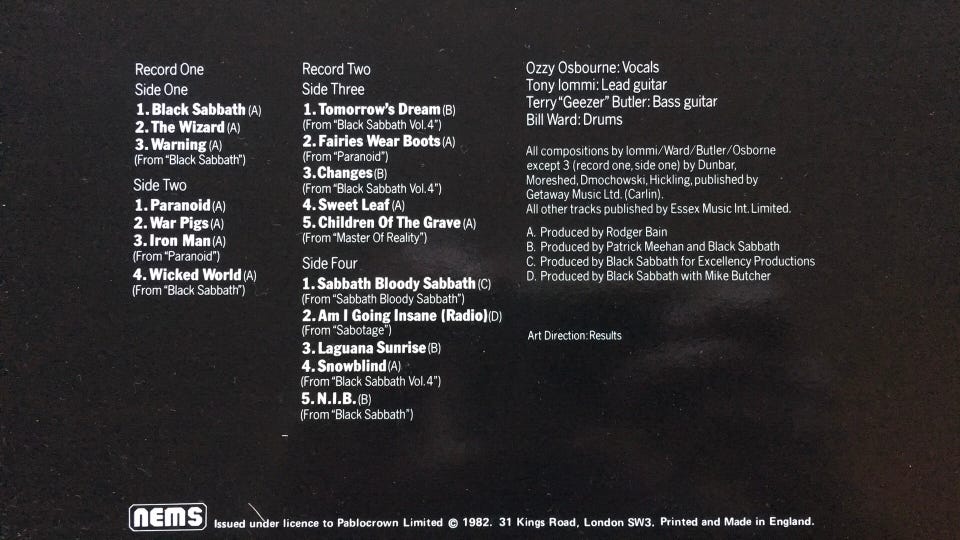 Record One
Side One
1. Black Sabbath (A)
2. The Wizard (A)
3. Warning (A)
(From "Black Sabbath")
Side Two
1. Paranoid (A)
2. War Pigs (A)
3. Iron Man (A)
(From "Paranoid")
4. Wicked World (A)
(From "Black Sabbath")
Record Two
Side Three
1. Tomorrow's Dream (B)
(From "Black Sabbath Vol. 4")
2. Fairies Wear Boots (A)
(From "Paranoid")
3. Changes (B)
(From "Black Sabbath Vol. 4")
4. Sweet Leaf (A)
5. Children Of The Grave (A)
(From "Master Of Reality")
Side Four
1. Sabbath Bloody Sabbath (C)
(From "Sabbath Bloody Sabbath")
2. Am I Going Insane (Radio) (D)
(From "Sabotage")
3. Laguana Sunrise (B)
4. Snowblind (A)
(From "Black Sabbath Vol. 4")
5. N.I.B. (B)
(From "Black Sabbath")
Ozzy Osbourne: Vocals
Tony Iommi: Lead guitar
Terry "Geezer" Butler: Bass guitar
Bill Ward: Drums
All compositions by Iommi/Ward/Butler/Osborne
except 3 (record one, side one) by Dunbar,
Moreshed, Dmochowski, Hickling, published by
Getaway Music Ltd. (Carlin).
All other tracks published by Essex Music Int. Limited.
A. Produced by Rodger Bain
B. Produced by Patrick Meehan and Black Sabbath
C. Produced by Black Sabbath for Excellency Productions
D. Produced by Black Sabbath with Mike Butcher
Art Direction: Results
NEMS Issued under licence to Pablocrown Limited © 1982. 31 Kings Road, London SW3. Printed and Made in England.